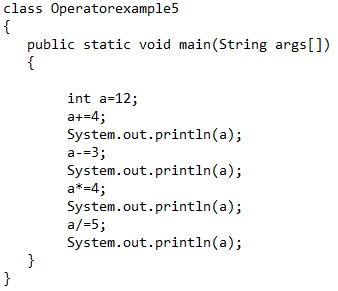 class Operatorexample5
{
public static void main(String args[])
{
int a=12;
a+=4;
System.out.println(a);
a-=3;
System.out.println(a);
a*=4;
System.out.println(a);
a/=5;
System.out.println(a);
}
}